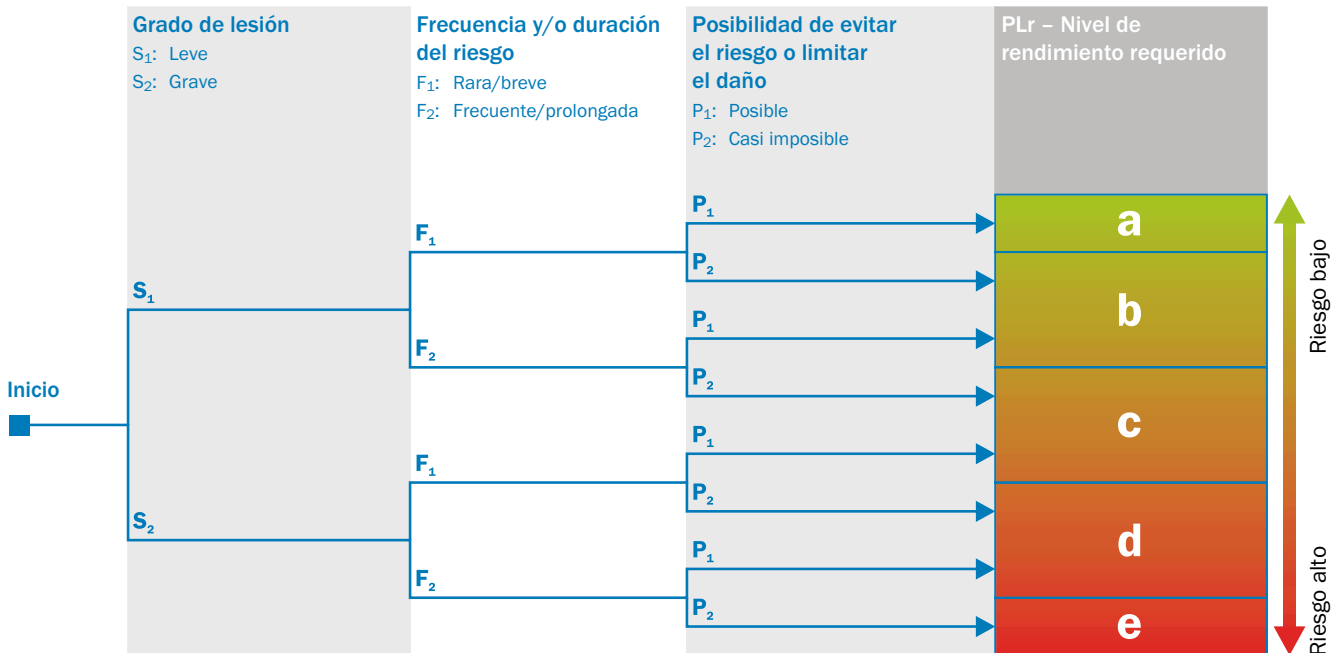 Grado de lesión
S₁: Leve
S₂: Grave
Frecuencia y/o duración
del riesgo
F₁: Rara/breve
F₂: Frecuente/prolongada
Posibilidad de evitar
el riesgo o limitar
el daño
P₁: Posible
P₂: Casi imposible
PLr – Nivel de
rendimiento requerido
Inicio
S₁
S₂
F₁
F₂
F₁
F₂
P₁
P₂
P₁
P₂
P₁
P₂
P₁
P₂
a
b
c
d
e
Riesgo bajo
Riesgo alto